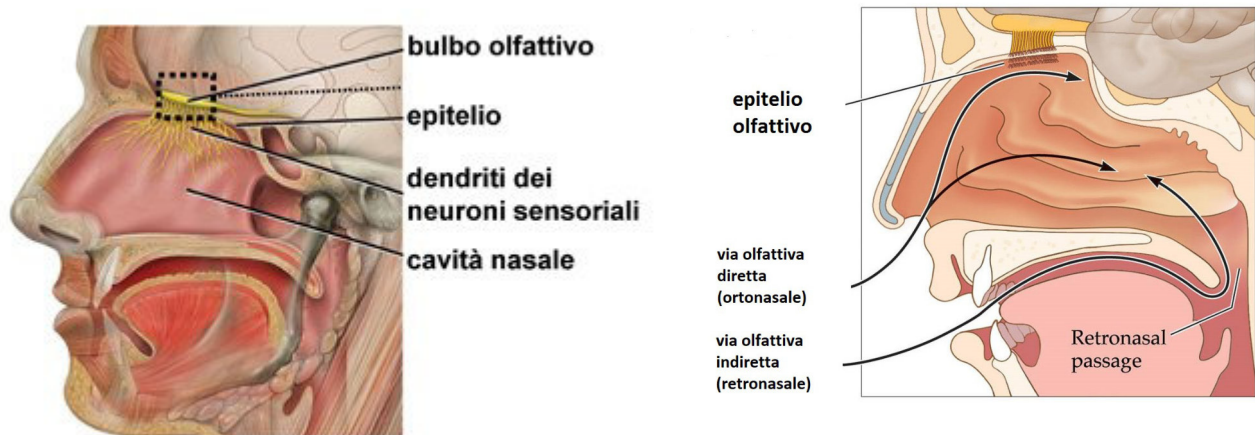 bulbo olfattivo
epitelio
dendriti dei
neuroni sensoriali
cavità nasale
epitelio
olfattivo
via olfattiva
diretta
(ortonasale)
via olfattiva
indiretta
(retronasale)
Retronasal
passage